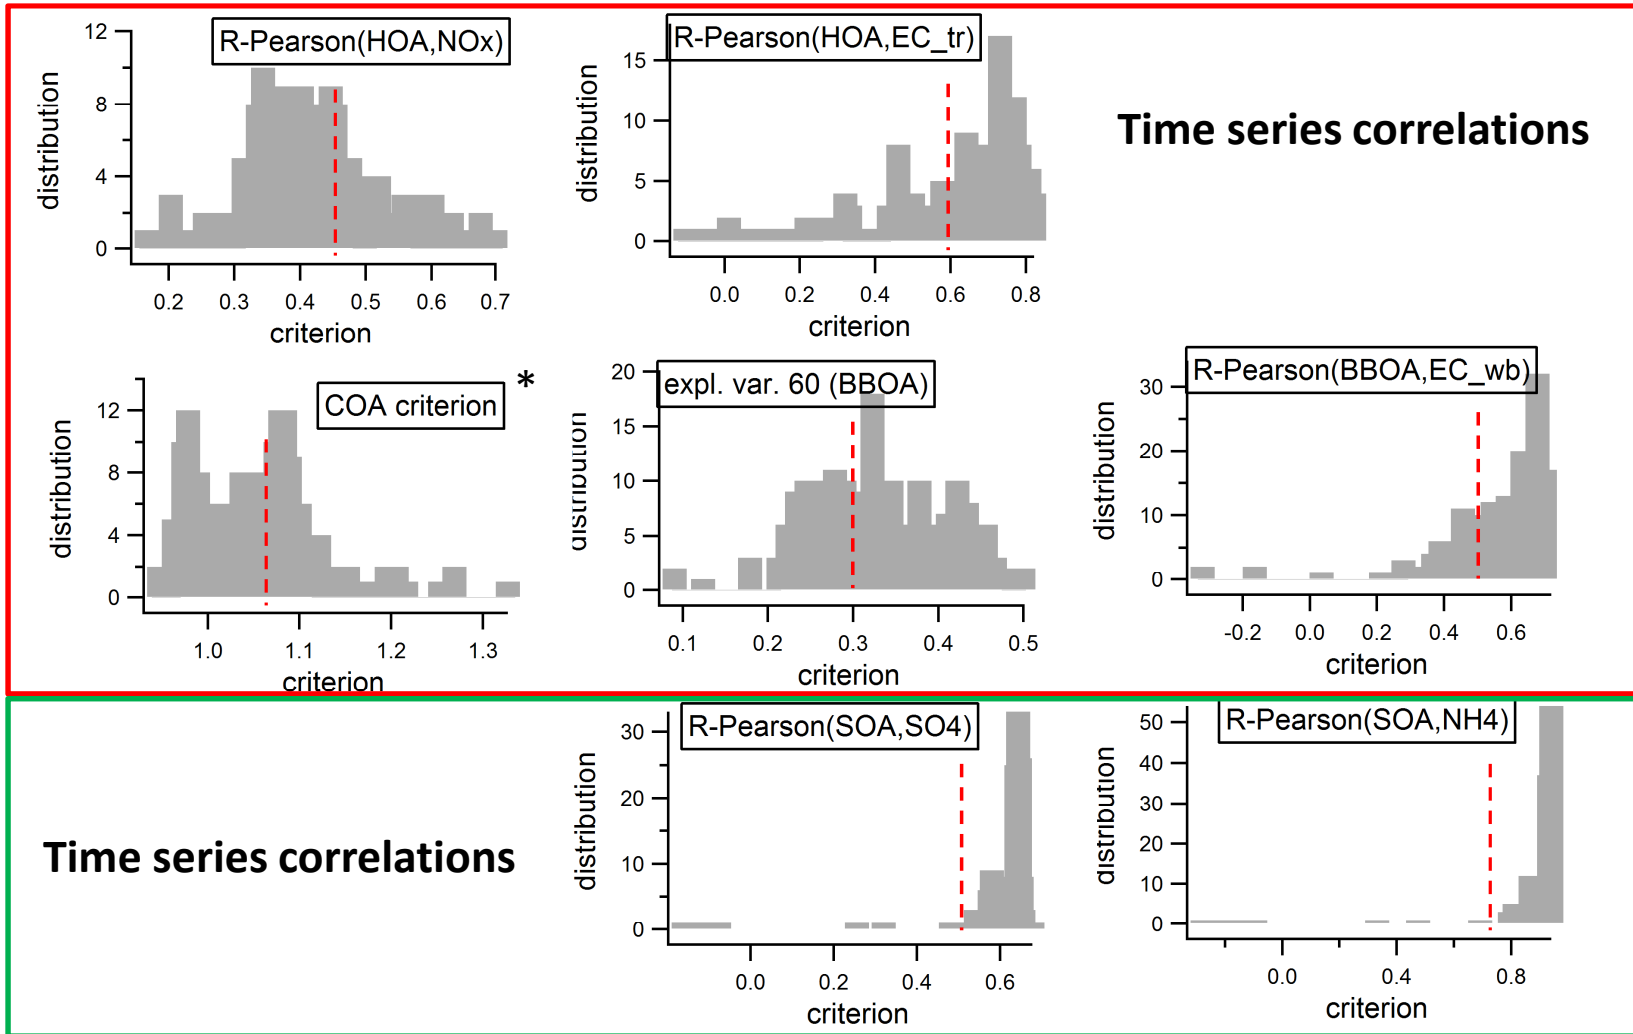 R-Pearson(HOA,NOx)
12
8
4
0
distribution
0.2 0.3 0.4 0.5 0.6 0.7
criterion
R-Pearson(HOA,EC_tr)
15
10
5
0
distribution
0.0 0.2 0.4 0.6 0.8
criterion
Time series correlations
COA criterion *
12
8
4
0
distribution
1.0 1.1 1.2 1.3
criterion
expl. var. 60 (BBOA)
20
15
10
5
0
distribution
0.1 0.2 0.3 0.4 0.5
criterion
R-Pearson(BBOA,EC_wb)
30
20
10
0
distribution
-0.2 0.0 0.2 0.4 0.6
criterion
Time series correlations
R-Pearson(SOA,SO4)
30
20
10
0
distribution
0.0 0.2 0.4 0.6
criterion
R-Pearson(SOA,NH4)
50
40
30
20
10
0
distribution
0.0 0.4 0.8
criterion